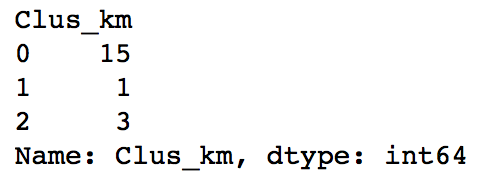 Clus_km
0    15
1     1
2     3
Name: Clus_km, dtype: int64